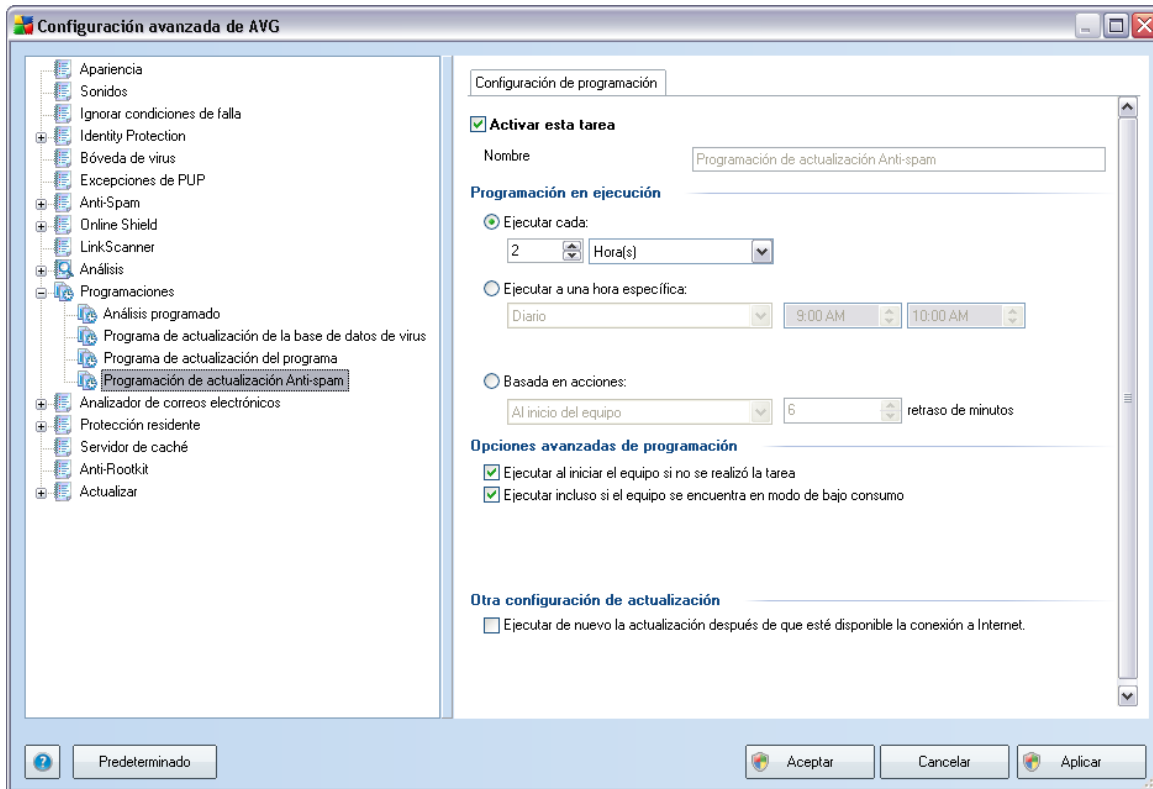 Configuración avanzada de AVG
Apariencia
Sonidos
Ignorar condiciones de falla
Identity Protection
Bóveda de virus
Excepciones de PUP
Anti-Spam
Online Shield
LinkScanner
Análisis
Programaciones
Análisis programado
Programa de actualización de la base de datos de virus
Programa de actualización del programa
Programación de actualización Anti-spam
Analizador de correos electrónicos
Protección residente
Servidor de caché
Anti-Rootkit
Actualizar
Configuración de programación
Activar esta tarea
Nombre Programación de actualización Anti-spam
Programación en ejecución
Ejecutar cada:
2 Hora(s)
Ejecutar a una hora específica:
Diario 9:00 AM 10:00 AM
Basada en acciones:
Al inicio del equipo 6 retraso de minutos
Opciones avanzadas de programación
Ejecutar al iniciar el equipo si no se realizó la tarea
Ejecutar incluso si el equipo se encuentra en modo de bajo consumo
Otra configuración de actualización
Ejecutar de nuevo la actualización después de que esté disponible la conexión a Internet.
? Predeterminado Aceptar Cancelar Aplicar